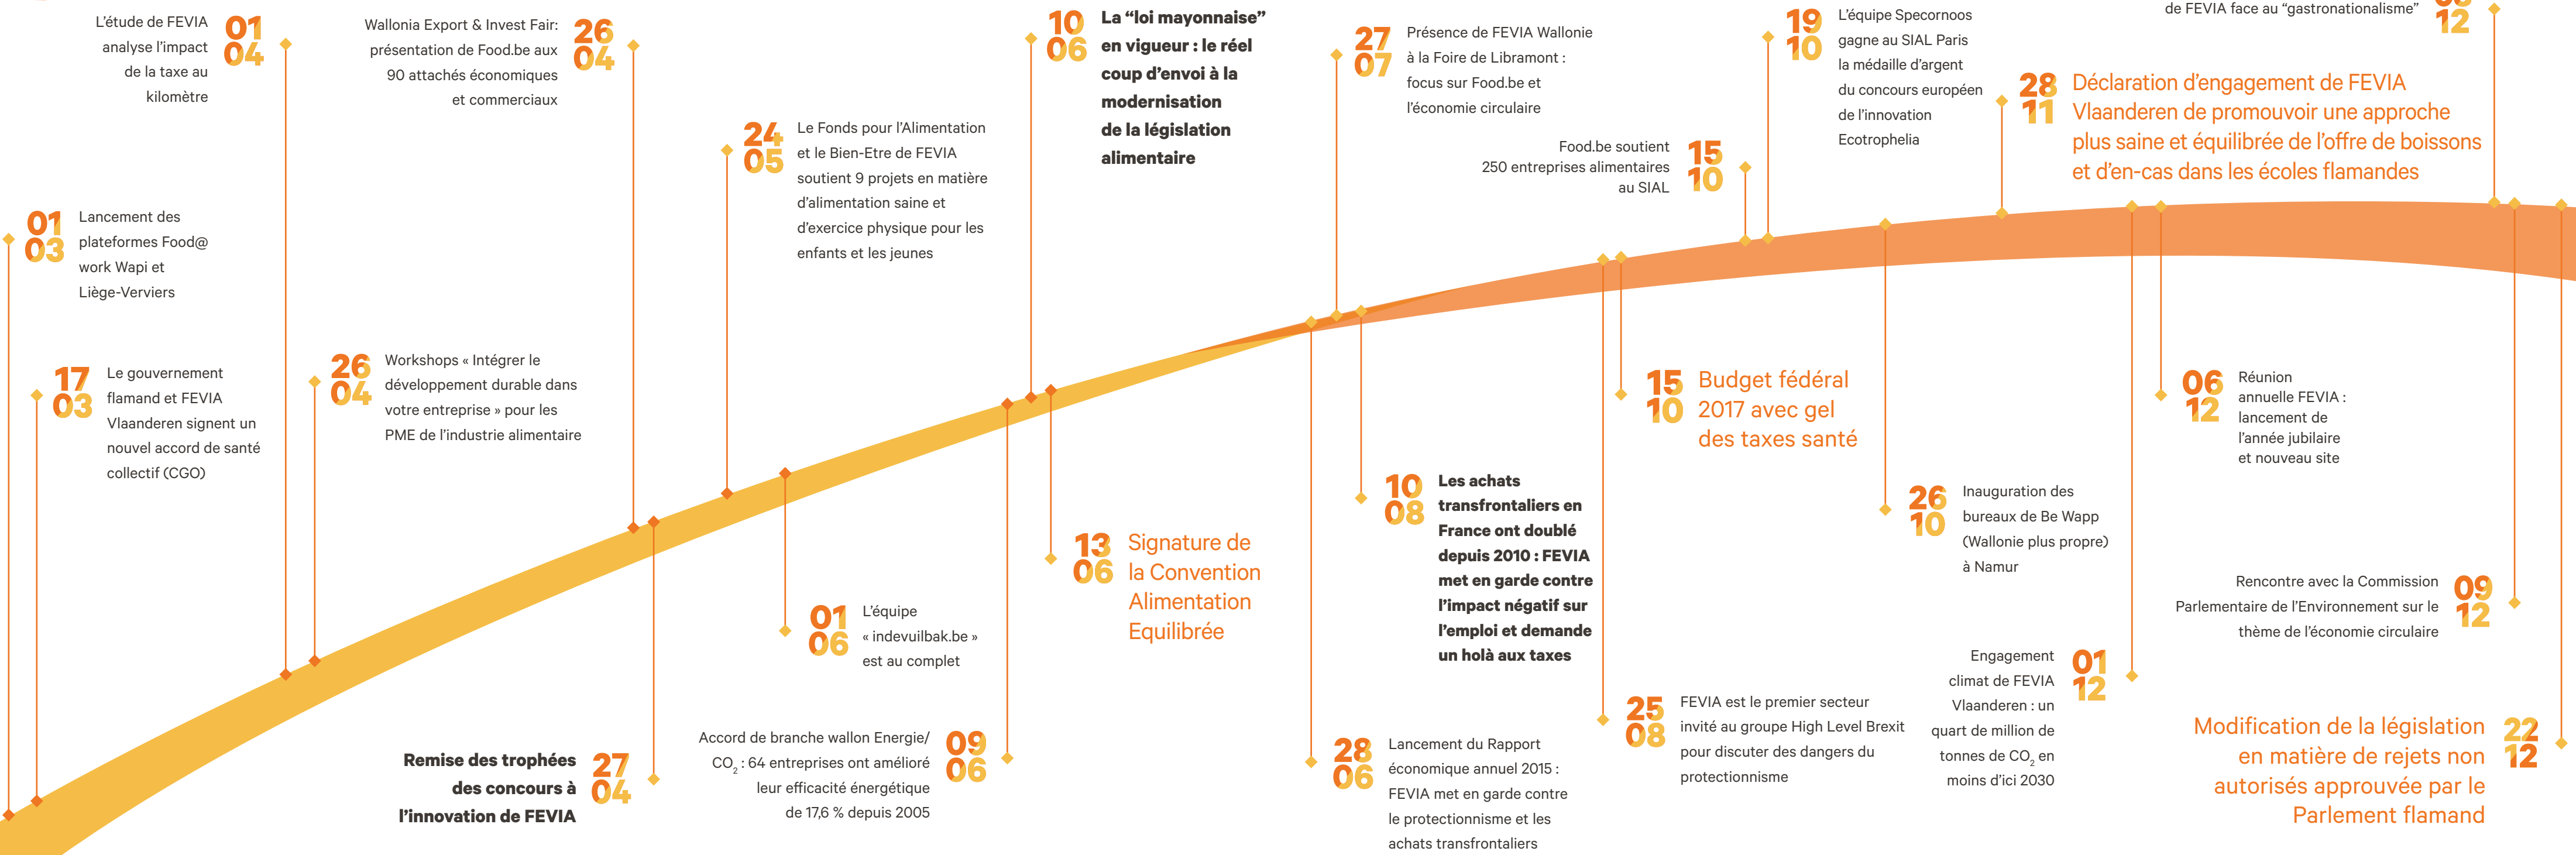 L’étude de FEVIA
analyse l’impact
de la taxe au
kilomètre
01
04
Wallonia Export & Invest Fair:
présentation de Food.be aux
90 attachés économiques
et commerciaux
26
04
10
06
La “loi mayonnaise”
en vigueur : le réel
coup d’envoi à la
modernisation
de la législation
alimentaire
27
07
Présence de FEVIA Wallonie
à la Foire de Libramont :
focus sur Food.be et
l’économie circulaire
19
10
L’équipe Specornoos
gagne au SIAL Paris
la médaille d’argent
du concours européen
de l’innovation
Ecotrophelia
de FEVIA face au “gastronationalisme”
12
28
11
Déclaration d’engagement de FEVIA
Vlaanderen de promouvoir une approche
plus saine et équilibrée de l’offre de boissons
et d’en-cas dans les écoles flamandes
24
05
Le Fonds pour l’Alimentation
et le Bien-Etre de FEVIA
soutient 9 projets en matière
d’alimentation saine et
d’exercice physique pour les
enfants et les jeunes
Food.be soutient
250 entreprises alimentaires
au SIAL
15
10
01
03
Lancement des
plateformes Food@
work Wapi et
Liège-Verviers
17
03
Le gouvernement
flamand et FEVIA
Vlaanderen signent un
nouvel accord de santé
collectif (CGO)
26
04
Workshops « Intégrer le
développement durable dans
votre entreprise » pour les
PME de l’industrie alimentaire
15
10
Budget fédéral
2017 avec gel
des taxes santé
06
12
Réunion
annuelle FEVIA :
lancement de
l’année jubilaire
et nouveau site
10
08
Les achats
transfrontaliers en
France ont doublé
depuis 2010 : FEVIA
met en garde contre
l’impact négatif sur
l’emploi et demande
un holà aux taxes
26
10
Inauguration des
bureaux de Be Wapp
(Wallonie plus propre)
à Namur
13
06
Signature de
la Convention
Alimentation
Equilibrée
Rencontre avec la Commission
Parlementaire de l’Environnement sur le
thème de l’économie circulaire
09
12
01
06
L’équipe
« indevuilbak.be »
est au complet
Engagement
climat de FEVIA
Vlaanderen : un
quart de million de
tonnes de CO2 en
moins d’ici 2030
01
12
25
08
FEVIA est le premier secteur
invité au groupe High Level Brexit
pour discuter des dangers du
protectionnisme
Modification de la législation
en matière de rejets non
autorisés approuvée par le
Parlement flamand
22
12
Remise des trophées
des concours à
l’innovation de FEVIA
27
04
Accord de branche wallon Energie/
CO2 : 64 entreprises ont amélioré
leur efficacité énergétique
de 17,6 % depuis 2005
09
06
28
06
Lancement du Rapport
économique annuel 2015 :
FEVIA met en garde contre
le protectionnisme et les
achats transfrontaliers